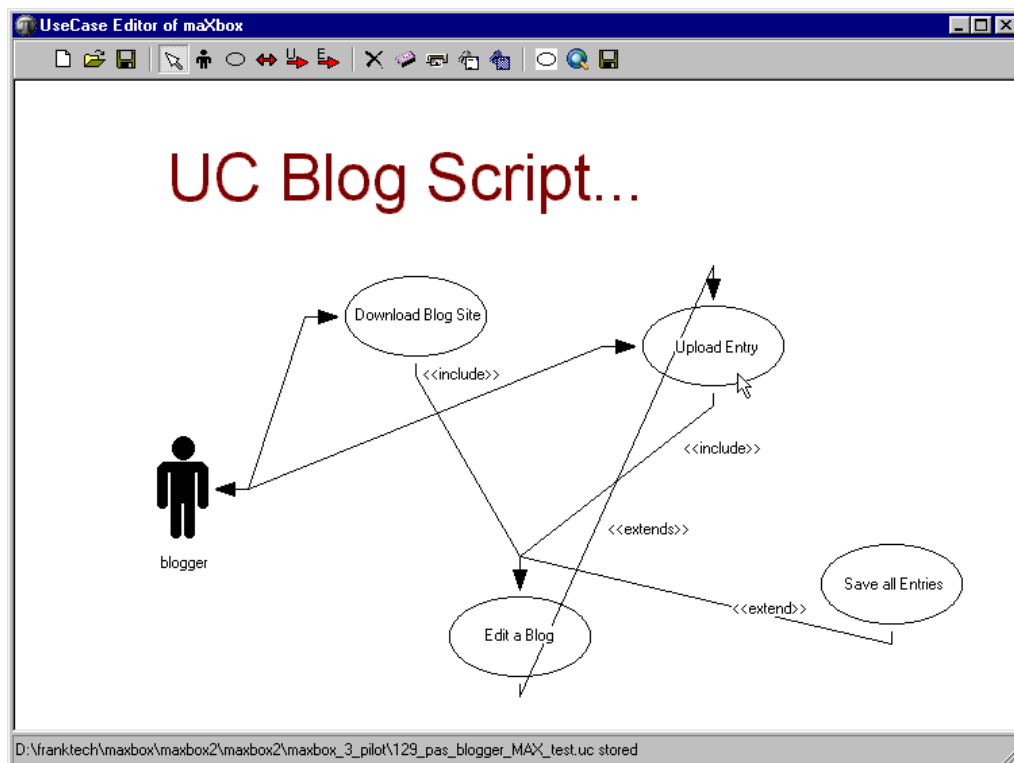 UseCase Editor of maXbox
U
E
UC Blog Script...
Download Blog Site
Upload Entry
<<include>>
<<include>>
<<extends>>
blogger
Save all Entries
<<extend>>
Edit a Blog
D:\franktech\maxbox\maxbox2\maxbox2\maxbox_3_pilot\129_pas_blogger_MAX_test.uc stored